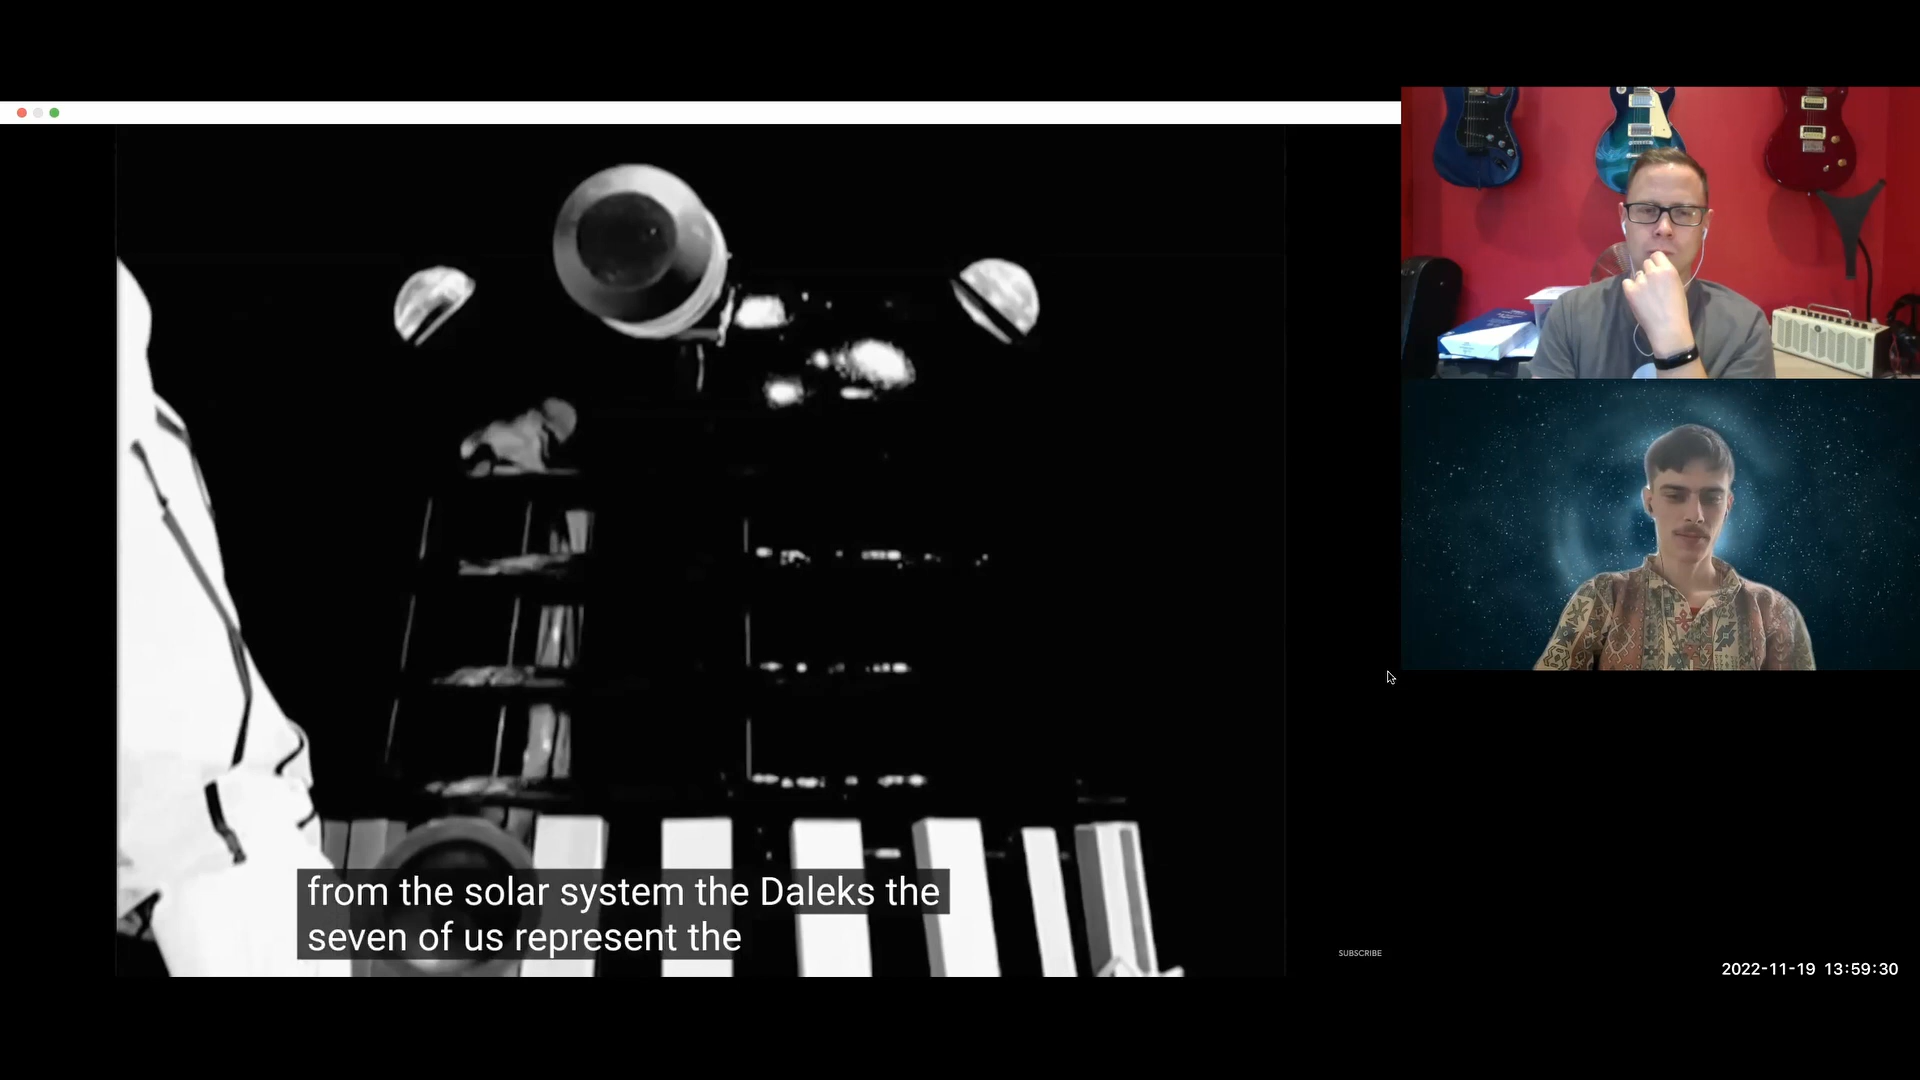 from the solar system the Daleks the
seven of us represent the
SUBSCRIBE
2022-11-19 13:59:30